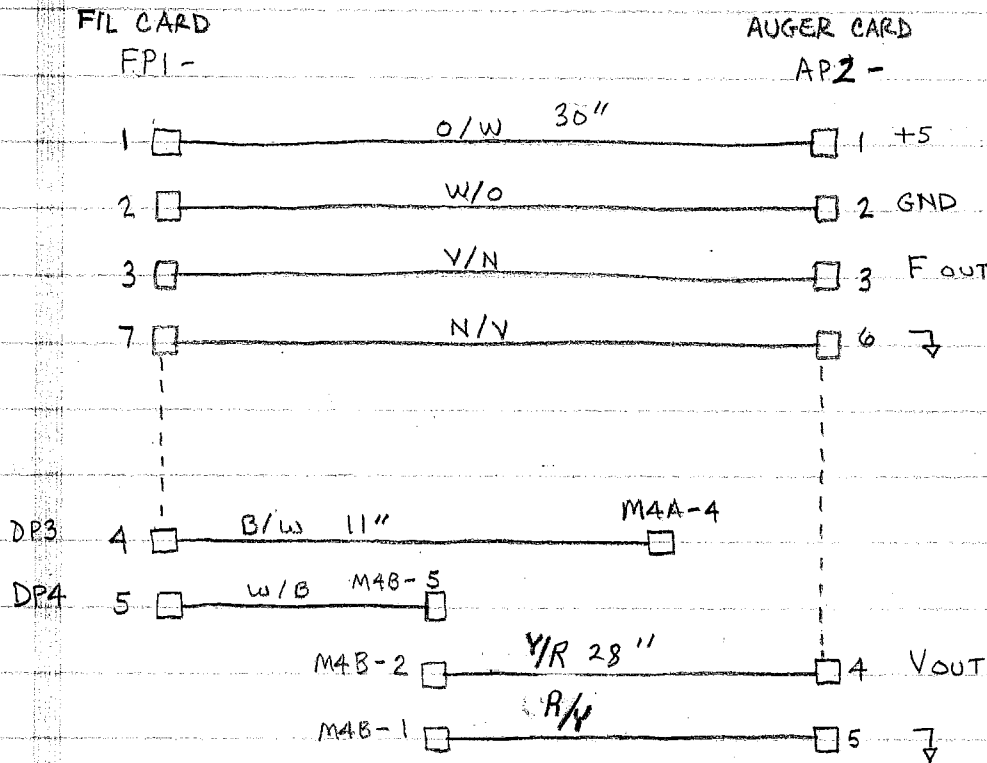 FIL CARD AUGER CARD
FP1- AP2-
1 O/W 30" 1 +5
2 W/O 2 GND
3 V/N 3 F OUT
7 N/V 6
DP3 4 B/W 11" M4A-4
DP4 5 W/B M4B-5
M4B-2 Y/R 28" 4 VOUT
M4B-1 R/Y 5